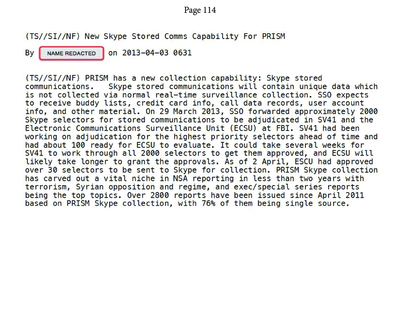 Page 114
(TS//SI//NF) New Skype Stored Comms Capability For PRISM
By NAME REDACTED on 2013-04-03 0631
(TS//SI//NF) PRISM has a new collection capability: Skype stored
communications. Skype stored communications will contain unique data which
is not collected via normal real-time surveillance collection. SSO expects
to receive buddy lists, credit card info, call data records, user account
info, and other material. On 29 March 2013, SSO forwarded approximately 2000
Skype selectors for stored communications to be adjudicated in SV41 and the
Electronic Communications Surveillance Unit (ECSU) at FBI. SV41 had been
working on adjudication for the highest priority selectors ahead of time and
had about 100 ready for ECSU to evaluate. It could take several weeks for
SV41 to work through all 2000 selectors to get them approved, and ECSU will
likely take longer to grant the approvals. As of 2 April, ESCU had approved
over 30 selectors to be sent to Skype for collection. PRISM Skype collection
has carved out a vital niche in NSA reporting in less than two years with
terrorism, Syrian opposition and regime, and exec/special series reports
being the top topics. Over 2800 reports have been issued since April 2011
based on PRISM Skype collection, with 76% of them being single source.